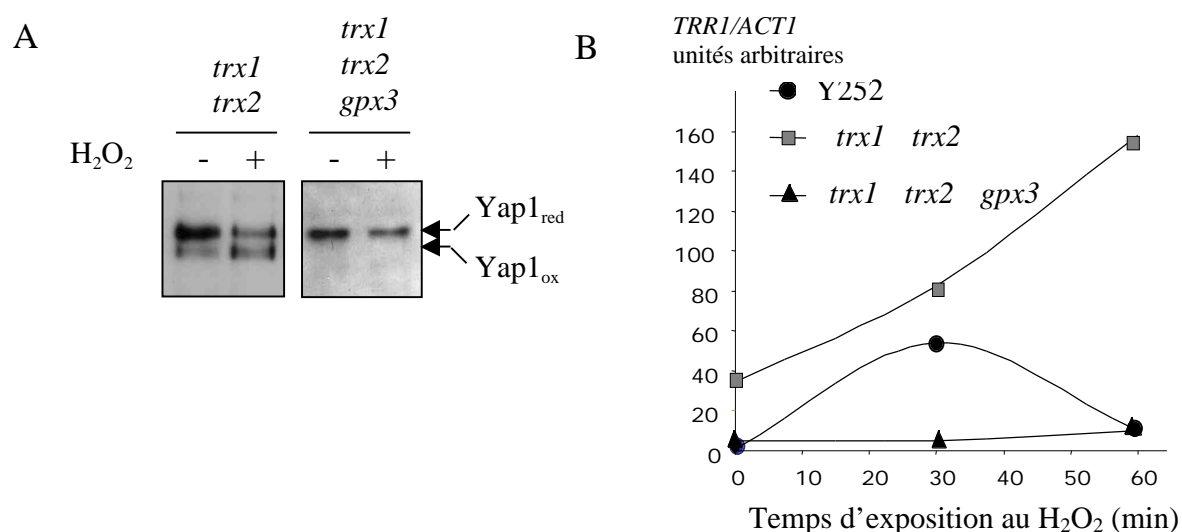 A
trx1
trx2
trx1
trx2
gpx3
H2O2
- + - +
Yap1red
Yap1ox
B
TRR1/ACT1
unités arbitraires
Y252
trx1 trx2
trx1 trx2 gpx3
160
140
120
100
80
60
40
20
0
0 10 20 30 40 50 60
Temps d'exposition au H2O2 (min)